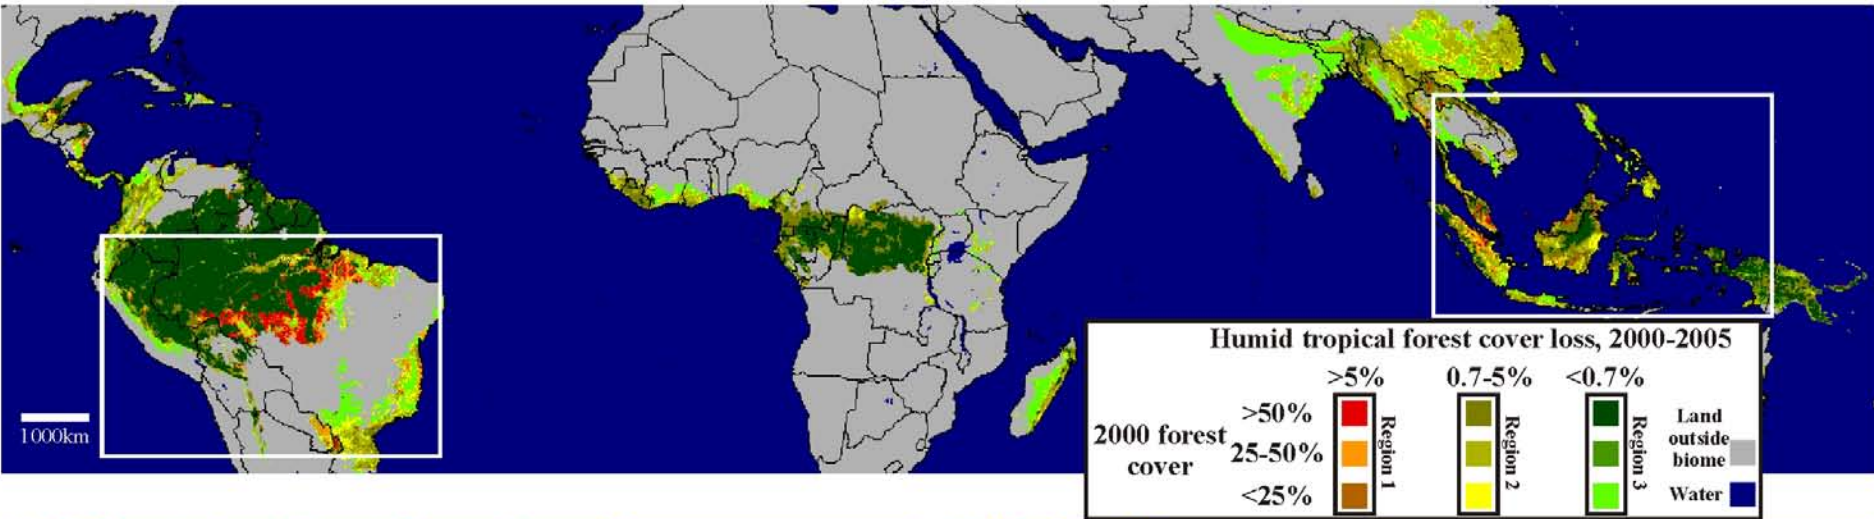 1000km
Humid tropical forest cover loss, 2000-2005
>5% 0.7-5% <0.7%
2000 forest cover
>50%
25-50%
<25%
Region 1
Region 2
Region 3
Land
outside
biome
Water